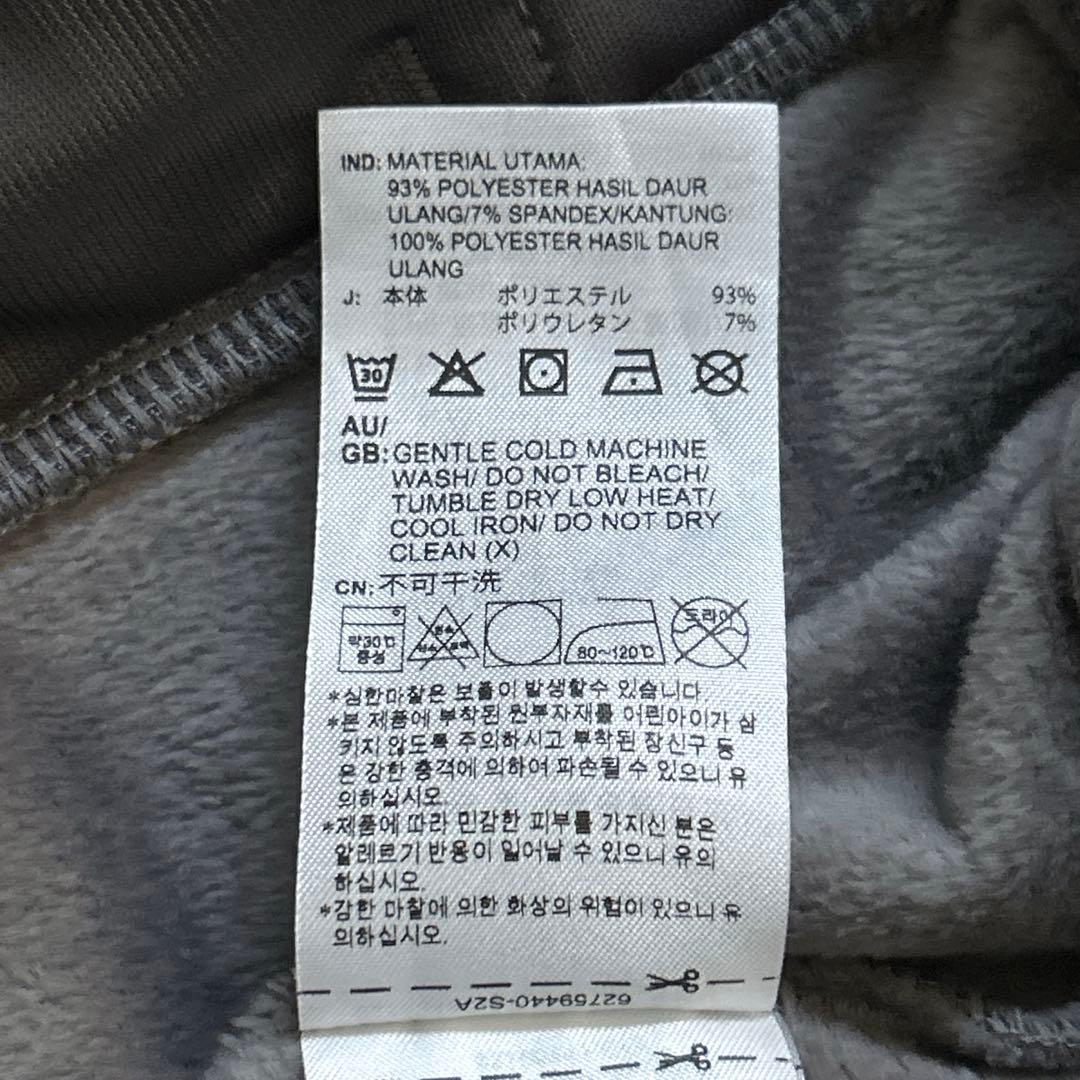 IND: MATERIAL UTAMA:
93% POLYESTER HASIL DAUR
ULANG/7% SPANDEX/KANTUNG:
100% POLYESTER HASIL DAUR
ULANG
J: 本体 ポリエステル 93%
ポリウレタン 7%
30
AU/
GB: GENTLE COLD MACHINE
WASH/ DO NOT BLEACH/
TUMBLE DRY LOW HEAT/
COOL IRON/ DO NOT DRY
CLEAN (X)
CN: 不可干洗
약30℃
중성
염소
산소 표백
80~120℃
드라이
*심한마찰은 보풀이 발생할수 있습니다
*본 제품에 부착된 원부자재를 어린아이가 삼
키지 않도록 주의하시고 부착된 장신구 등
은 강한 충격에 의하여 파손될 수 있으니 유
의하십시오.
*제품에 따라 민감한 피부를 가지신 분은
알레르기 반응이 일어날 수 있으니 유의
하십시오.
*강한 마찰에 의한 화상의 위험이 있으니 유
의하십시오.
62759440-S2A